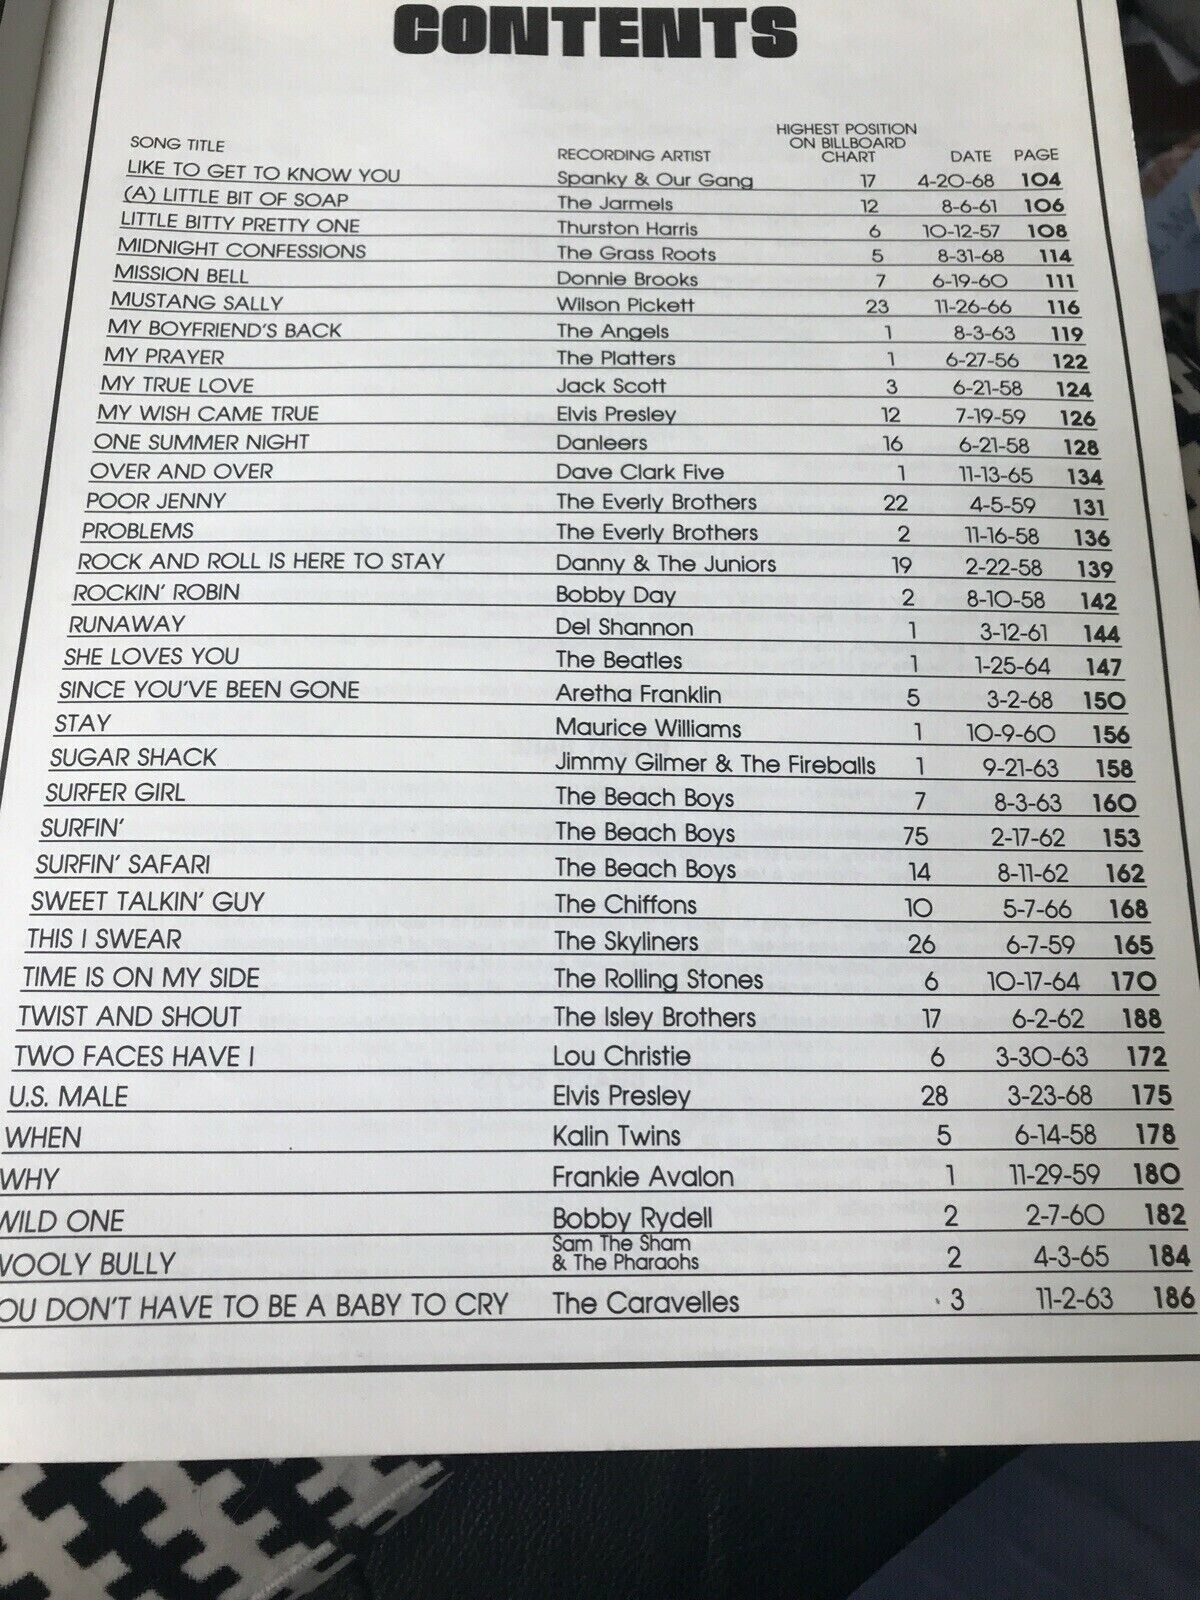 CONTENTS
SONG TITLE RECORDING ARTIST HIGHEST POSITION ON BILLBOARD CHART DATE PAGE
LIKE TO GET TO KNOW YOU Spanky & Our Gang 17 4-20-68 104
(A) LITTLE BIT OF SOAP The Jarmels 12 8-6-61 106
LITTLE BITTY PRETTY ONE Thurston Harris 6 10-12-57 108
MIDNIGHT CONFESSIONS The Grass Roots 5 8-31-68 114
MISSION BELL Donnie Brooks 7 6-19-60 111
MUSTANG SALLY Wilson Pickett 23 11-26-66 116
MY BOYFRIEND'S BACK The Angels 1 8-3-63 119
MY PRAYER The Platters 1 6-27-56 122
MY TRUE LOVE Jack Scott 3 6-21-58 124
MY WISH CAME TRUE Elvis Presley 12 7-19-59 126
ONE SUMMER NIGHT Danleers 16 6-21-58 128
OVER AND OVER Dave Clark Five 1 11-13-65 134
POOR JENNY The Everly Brothers 22 4-5-59 131
PROBLEMS The Everly Brothers 2 11-16-58 136
ROCK AND ROLL IS HERE TO STAY Danny & The Juniors 19 2-22-58 139
ROCKIN' ROBIN Bobby Day 2 8-10-58 142
RUNAWAY Del Shannon 1 3-12-61 144
SHE LOVES YOU The Beatles 1 1-25-64 147
SINCE YOU'VE BEEN GONE Aretha Franklin 5 3-2-68 150
STAY Maurice Williams 1 10-9-60 156
SUGAR SHACK Jimmy Gilmer & The Fireballs 1 9-21-63 158
SURFER GIRL The Beach Boys 7 8-3-63 160
SURFIN' The Beach Boys 75 2-17-62 153
SURFIN' SAFARI The Beach Boys 14 8-11-62 162
SWEET TALKIN' GUY The Chiffons 10 5-7-66 168
THIS I SWEAR The Skyliners 26 6-7-59 165
TIME IS ON MY SIDE The Rolling Stones 6 10-17-64 170
TWIST AND SHOUT The Isley Brothers 17 6-2-62 188
TWO FACES HAVE I Lou Christie 6 3-30-63 172
U.S. MALE Elvis Presley 28 3-23-68 175
WHEN Kalin Twins 5 6-14-58 178
WHY Frankie Avalon 1 11-29-59 180
WILD ONE Bobby Rydell 2 2-7-60 182
WOOLY BULLY Sam The Sham & The Pharaohs 2 4-3-65 184
OU DON'T HAVE TO BE A BABY TO CRY The Caravelles 3 11-2-63 186